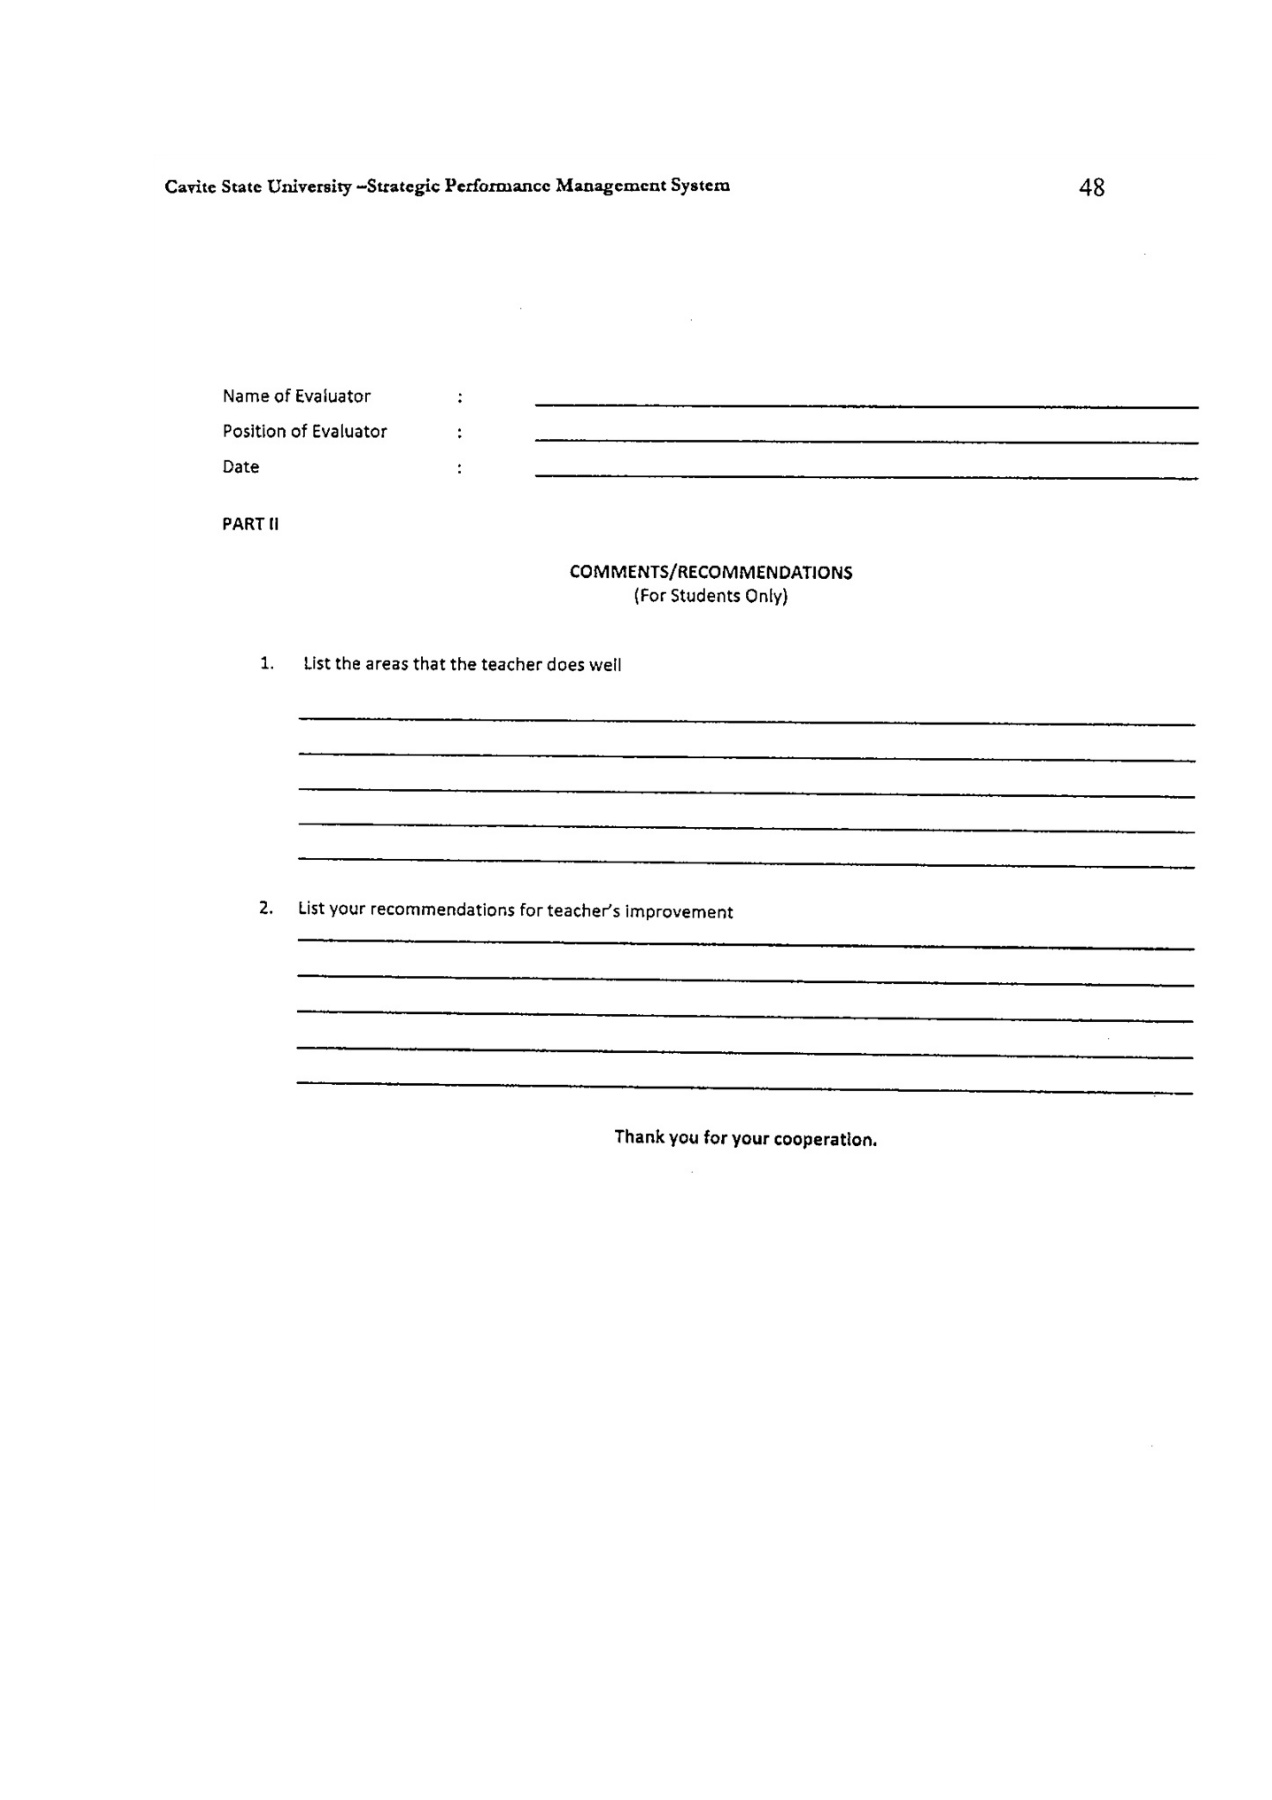 Cavite State University –Strategic Performance Management System 48
Name of Evaluator :
Position of Evaluator :
Date :
PART II
COMMENTS/RECOMMENDATIONS
(For Students Only)
1. List the areas that the teacher does well
2. List your recommendations for teacher's improvement
Thank you for your cooperation.